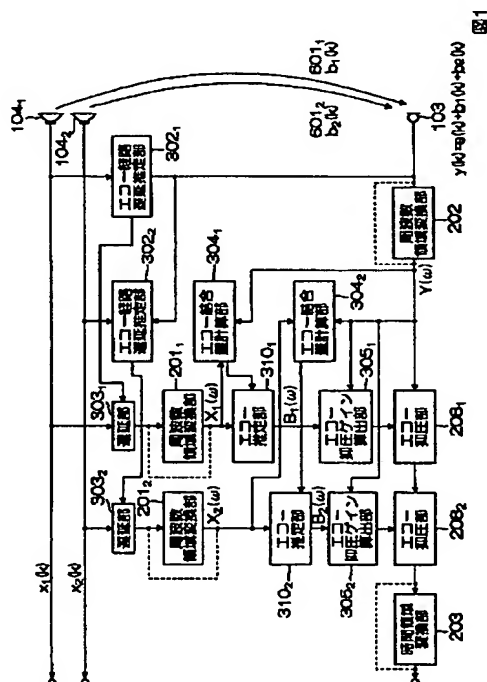 図1
x₁(k)
x₂(k)
104₁
104₂
601₁
b₁(k)
601₂
b₂(k)
103
y(k)=s(k)+b₁(k)+b₂(k)
エコー経路
遅延推定部
302₁
エコー経路
遅延推定部
302₂
遅延部
303₁
遅延部
303₂
周波数
領域変換部
202
Y(ω)
周波数
領域変換部
201₁
X₁(ω)
周波数
領域変換部
201₂
X₂(ω)
エコー結合
量計算部
304₁
エコー結合
量計算部
304₂
エコー
推定部
310₁
B₁(ω)
エコー
推定部
310₂
B₂(ω)
エコー
抑圧ゲイン
算出部
305₁
エコー
抑圧ゲイン
算出部
305₂
エコー
抑圧部
206₁
エコー
抑圧部
206₂
時間領域
変換部
203